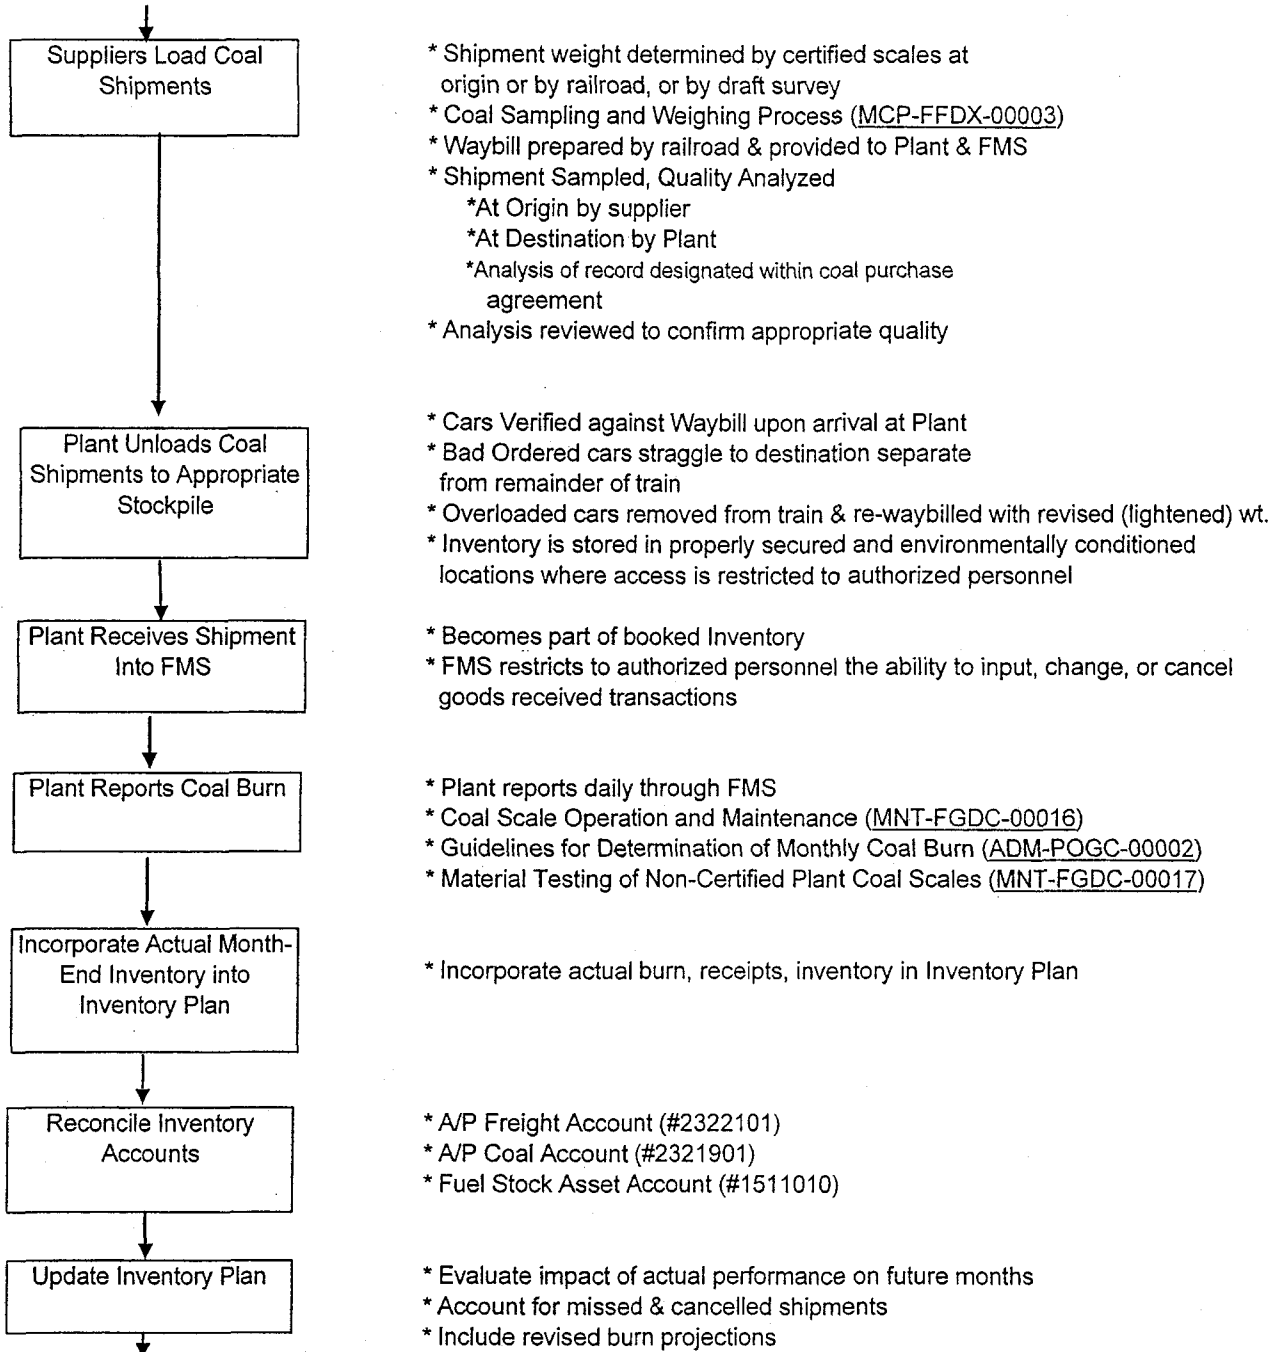 Suppliers Load Coal
Shipments
* Shipment weight determined by certified scales at
origin or by railroad, or by draft survey
* Coal Sampling and Weighing Process (MCP-FFDX-00003)
* Waybill prepared by railroad & provided to Plant & FMS
* Shipment Sampled, Quality Analyzed
*At Origin by supplier
*At Destination by Plant
*Analysis of record designated within coal purchase
agreement
* Analysis reviewed to confirm appropriate quality
Plant Unloads Coal
Shipments to Appropriate
Stockpile
* Cars Verified against Waybill upon arrival at Plant
* Bad Ordered cars straggle to destination separate
from remainder of train
* Overloaded cars removed from train & re-waybilled with revised (lightened) wt.
* Inventory is stored in properly secured and environmentally conditioned
locations where access is restricted to authorized personnel
Plant Receives Shipment
Into FMS
* Becomes part of booked Inventory
* FMS restricts to authorized personnel the ability to input, change, or cancel
goods received transactions
Plant Reports Coal Burn
* Plant reports daily through FMS
* Coal Scale Operation and Maintenance (MNT-FGDC-00016)
* Guidelines for Determination of Monthly Coal Burn (ADM-POGC-00002)
* Material Testing of Non-Certified Plant Coal Scales (MNT-FGDC-00017)
Incorporate Actual Month-
End Inventory into
Inventory Plan
* Incorporate actual burn, receipts, inventory in Inventory Plan
Reconcile Inventory
Accounts
* A/P Freight Account (#2322101)
* A/P Coal Account (#2321901)
* Fuel Stock Asset Account (#1511010)
Update Inventory Plan
* Evaluate impact of actual performance on future months
* Account for missed & cancelled shipments
* Include revised burn projections